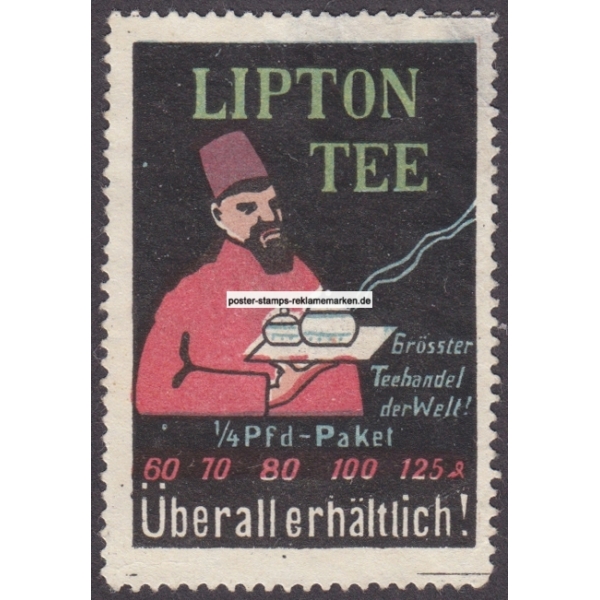 LIPTON
TEE
poster-stamps-reklamemarken.de
Grösster
Teehandel
der Welt!
1/4 Pfd-Paket
60 70 80 100 125 ₰
Überall erhältlich!